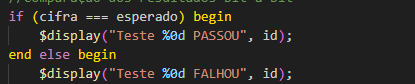 //Comparação dos resultados bit a bit
if (cifra === esperado) begin
$display("Teste %0d PASSOU", id);
end else begin
$display("Teste %0d FALHOU", id);